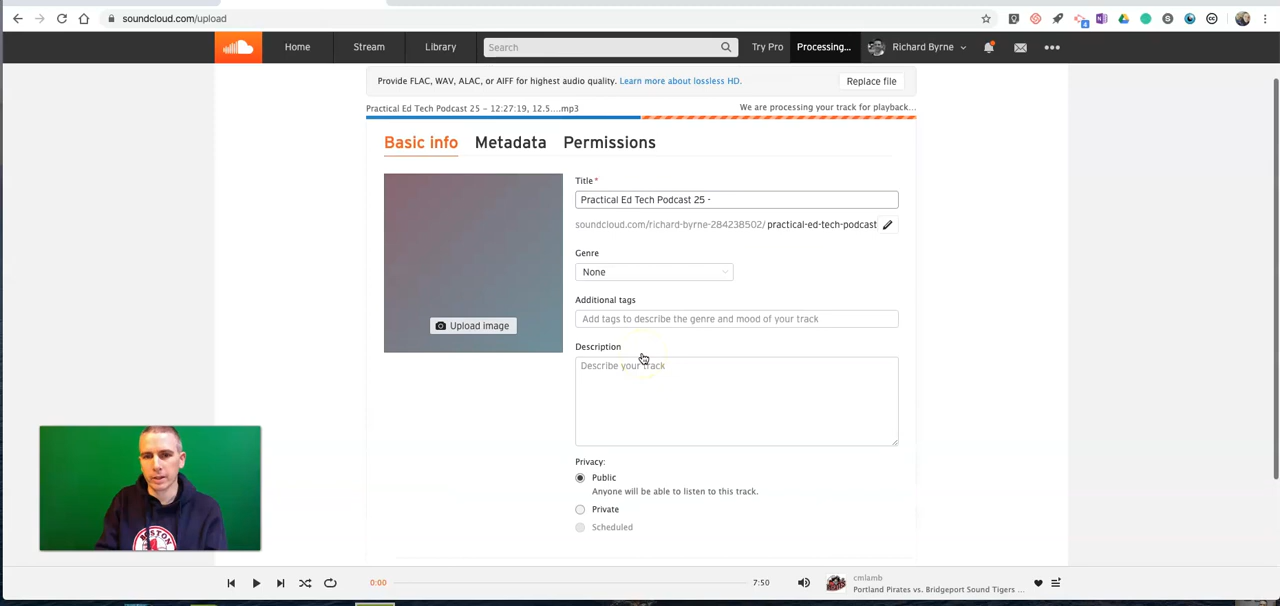 soundcloud.com/upload
Home
Stream
Library
Search
Try Pro
Processing...
Richard Byrne
Provide FLAC, WAV, ALAC, or AIFF for highest audio quality. Learn more about lossless HD.
Replace file
Practical Ed Tech Podcast 25 – 12:27:19, 12.5....mp3
We are processing your track for playback...
Basic info
Metadata
Permissions
Title*
Practical Ed Tech Podcast 25 -
soundcloud.com/richard-byrne-284238502/ practical-ed-tech-podcast
Genre
None
Additional tags
Add tags to describe the genre and mood of your track
Description
Describe your track
Upload image
Privacy:
Public
Anyone will be able to listen to this track.
Private
Scheduled
BOSTON
0:00
7:50
cmlamb
Portland Pirates vs. Bridgeport Sound Tigers ...